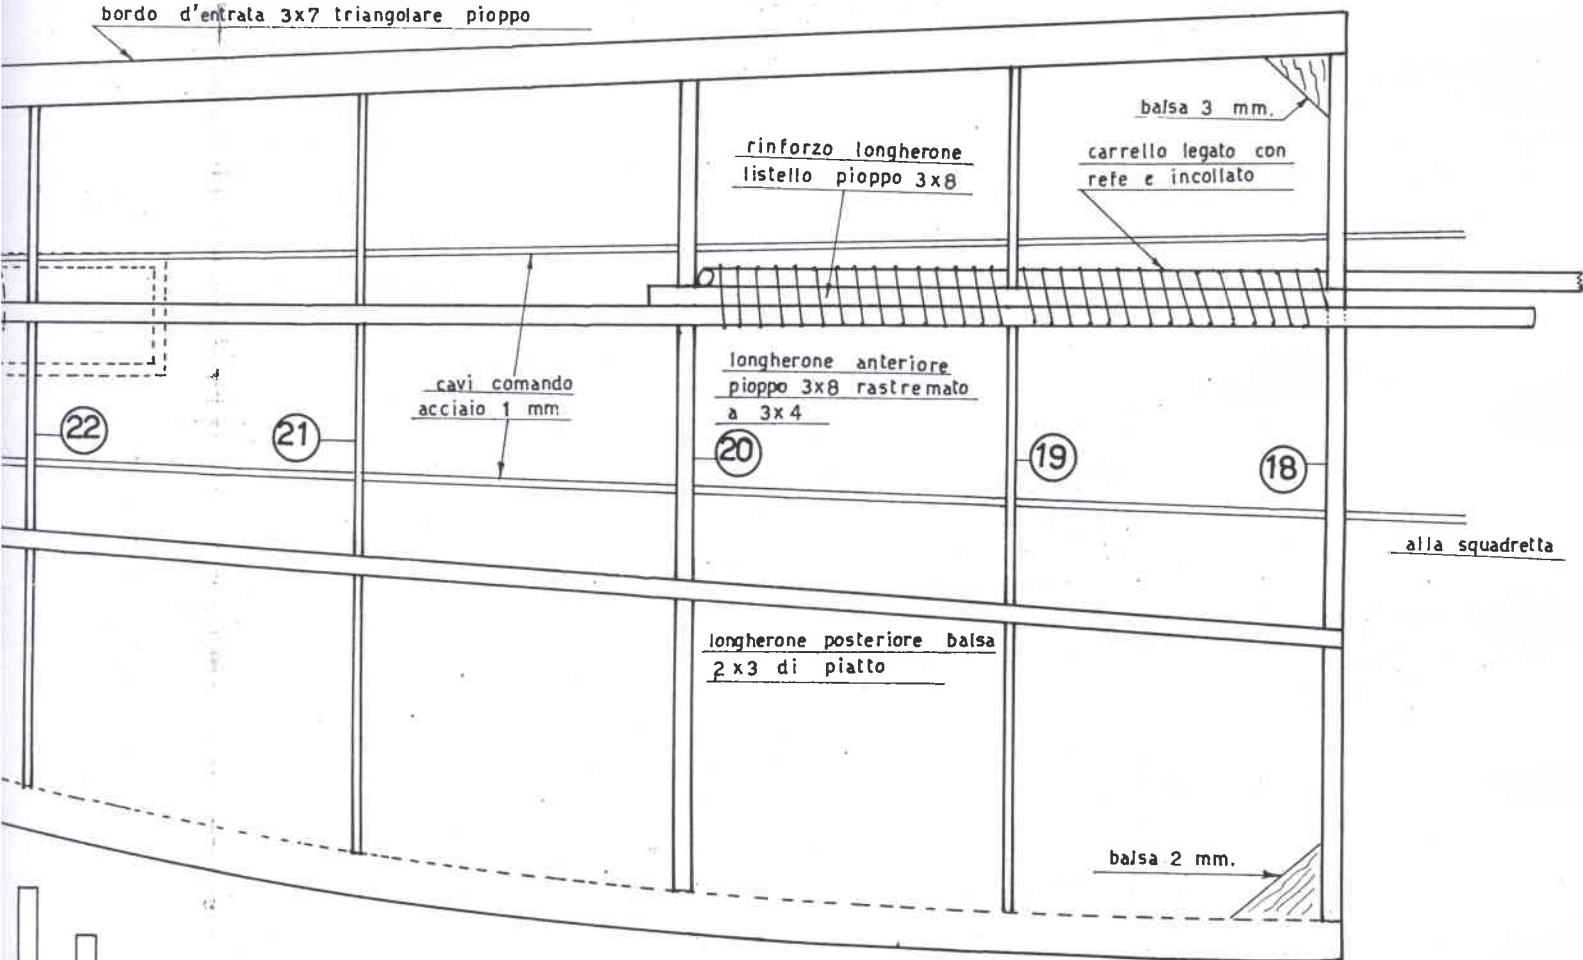 bordo d'entrata 3x7 triangolare pioppo
balsa 3 mm.
rinforzo longherone
listello pioppo 3x8
carrello legato con
refe e incollato
cavi comando
acciaio 1 mm
longherone anteriore
pioppo 3x8 rastremato
a 3x4
22
21
20
19
18
alla squadretta
longherone posteriore balsa
2x3 di piatto
balsa 2 mm.